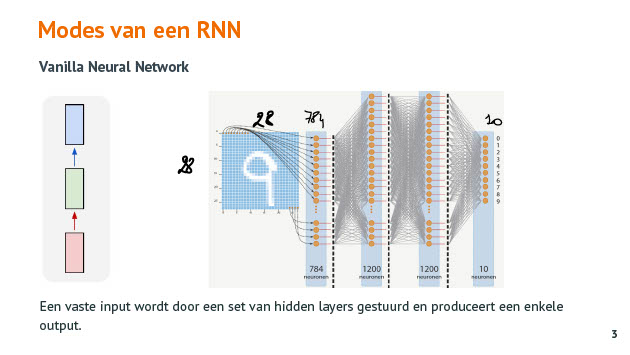 Modes van een RNN
Vanilla Neural Network
28
784
10
28
0
1
2
3
4
5
6
7
8
9
784
neuronen
1200
neuronen
1200
neuronen
10
neuronen
Een vaste input wordt door een set van hidden layers gestuurd en produceert een enkele
output.
3